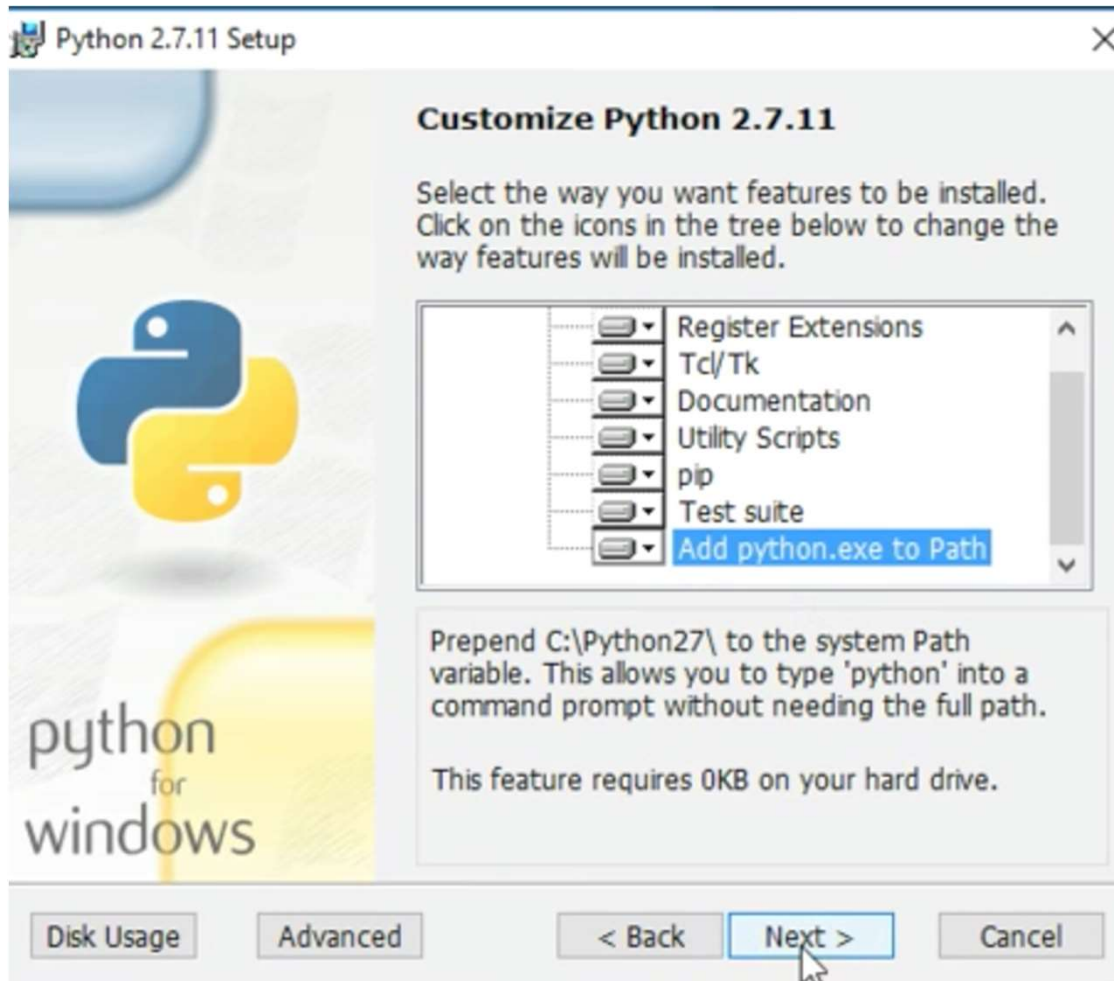 Python 2.7.11 Setup
Customize Python 2.7.11
Select the way you want features to be installed.
Click on the icons in the tree below to change the
way features will be installed.
Register Extensions
Tcl/Tk
Documentation
Utility Scripts
pip
Test suite
Add python.exe to Path
Prepend C:\Python27\ to the system Path
variable. This allows you to type 'python' into a
command prompt without needing the full path.
This feature requires 0KB on your hard drive.
python
for
windows
Disk Usage
Advanced
< Back
Next >
Cancel